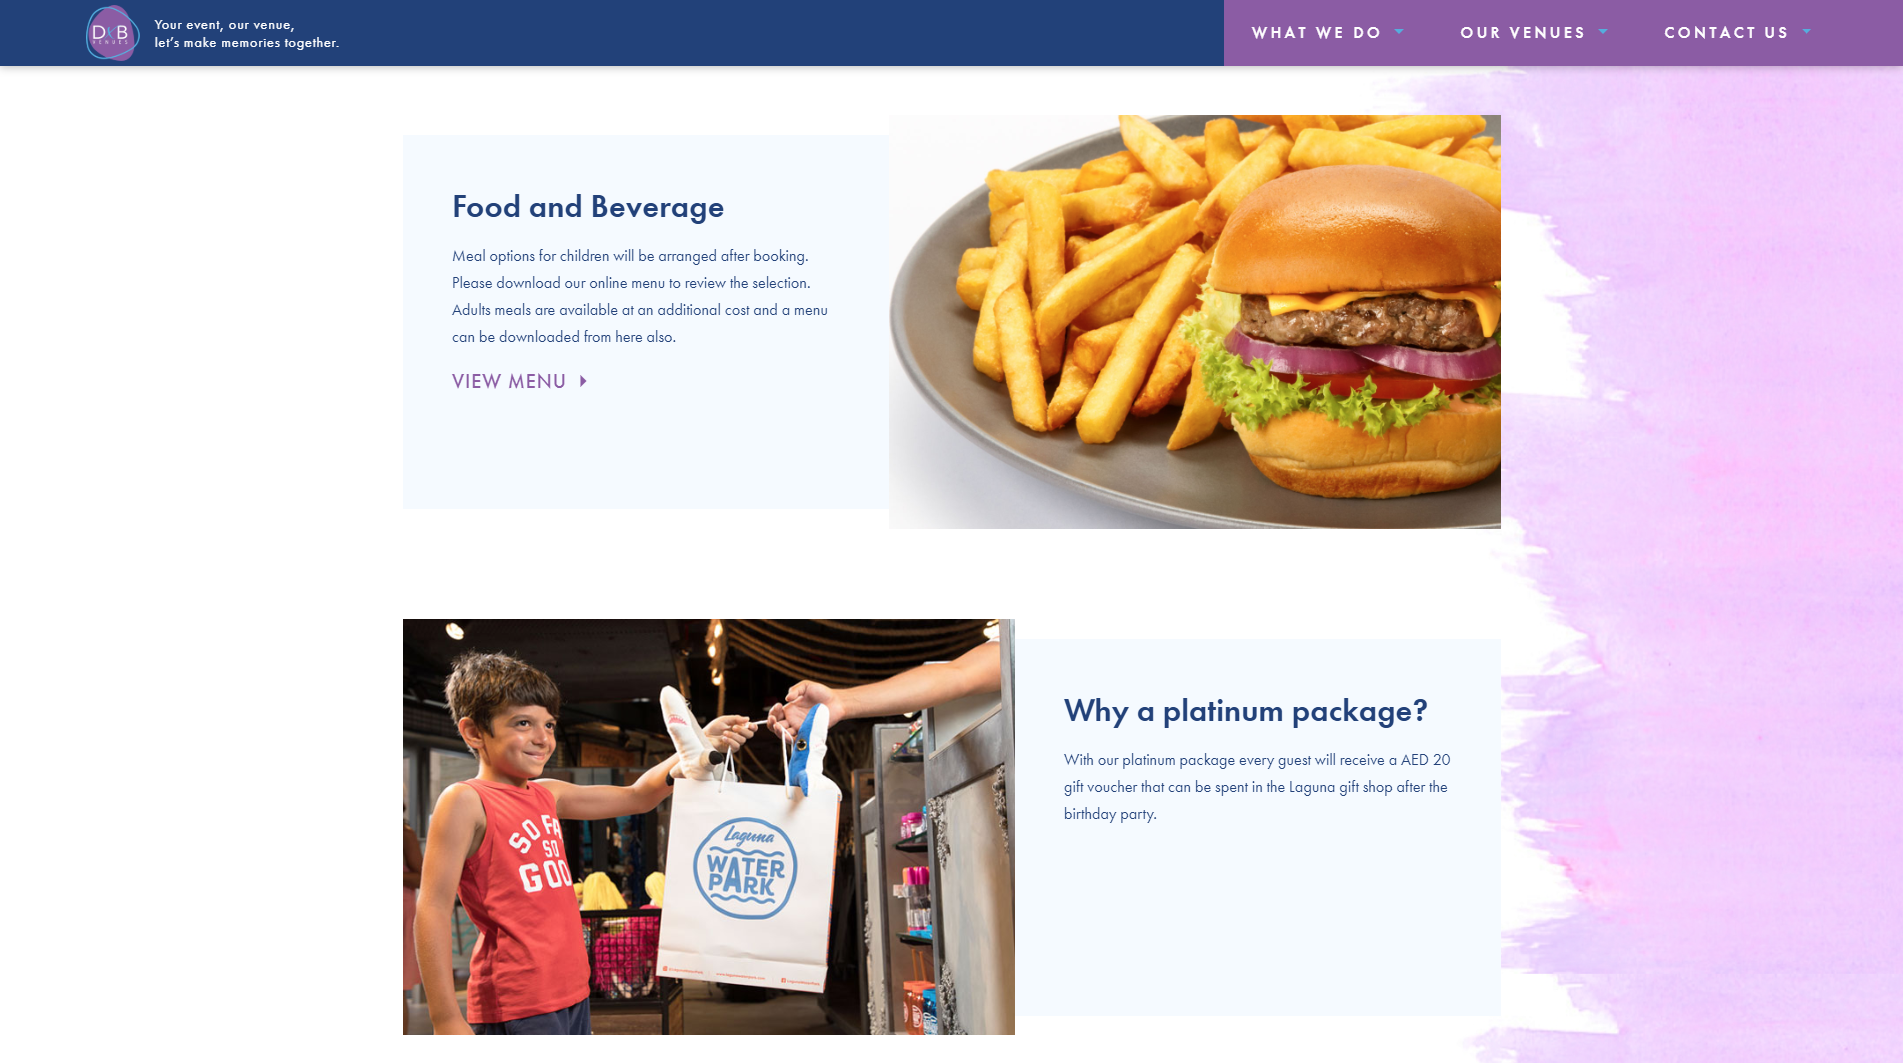 DXB
VENUES
Your event, our venue,
let's make memories together.
WHAT WE DO
OUR VENUES
CONTACT US
Food and Beverage
Meal options for children will be arranged after booking.
Please download our online menu to review the selection.
Adults meals are available at an additional cost and a menu
can be downloaded from here also.
VIEW MENU
SO FA
SO
GOO
Laguna
WATER
PARK
Why a platinum package?
With our platinum package every guest will receive a AED 20
gift voucher that can be spent in the Laguna gift shop after the
birthday party.